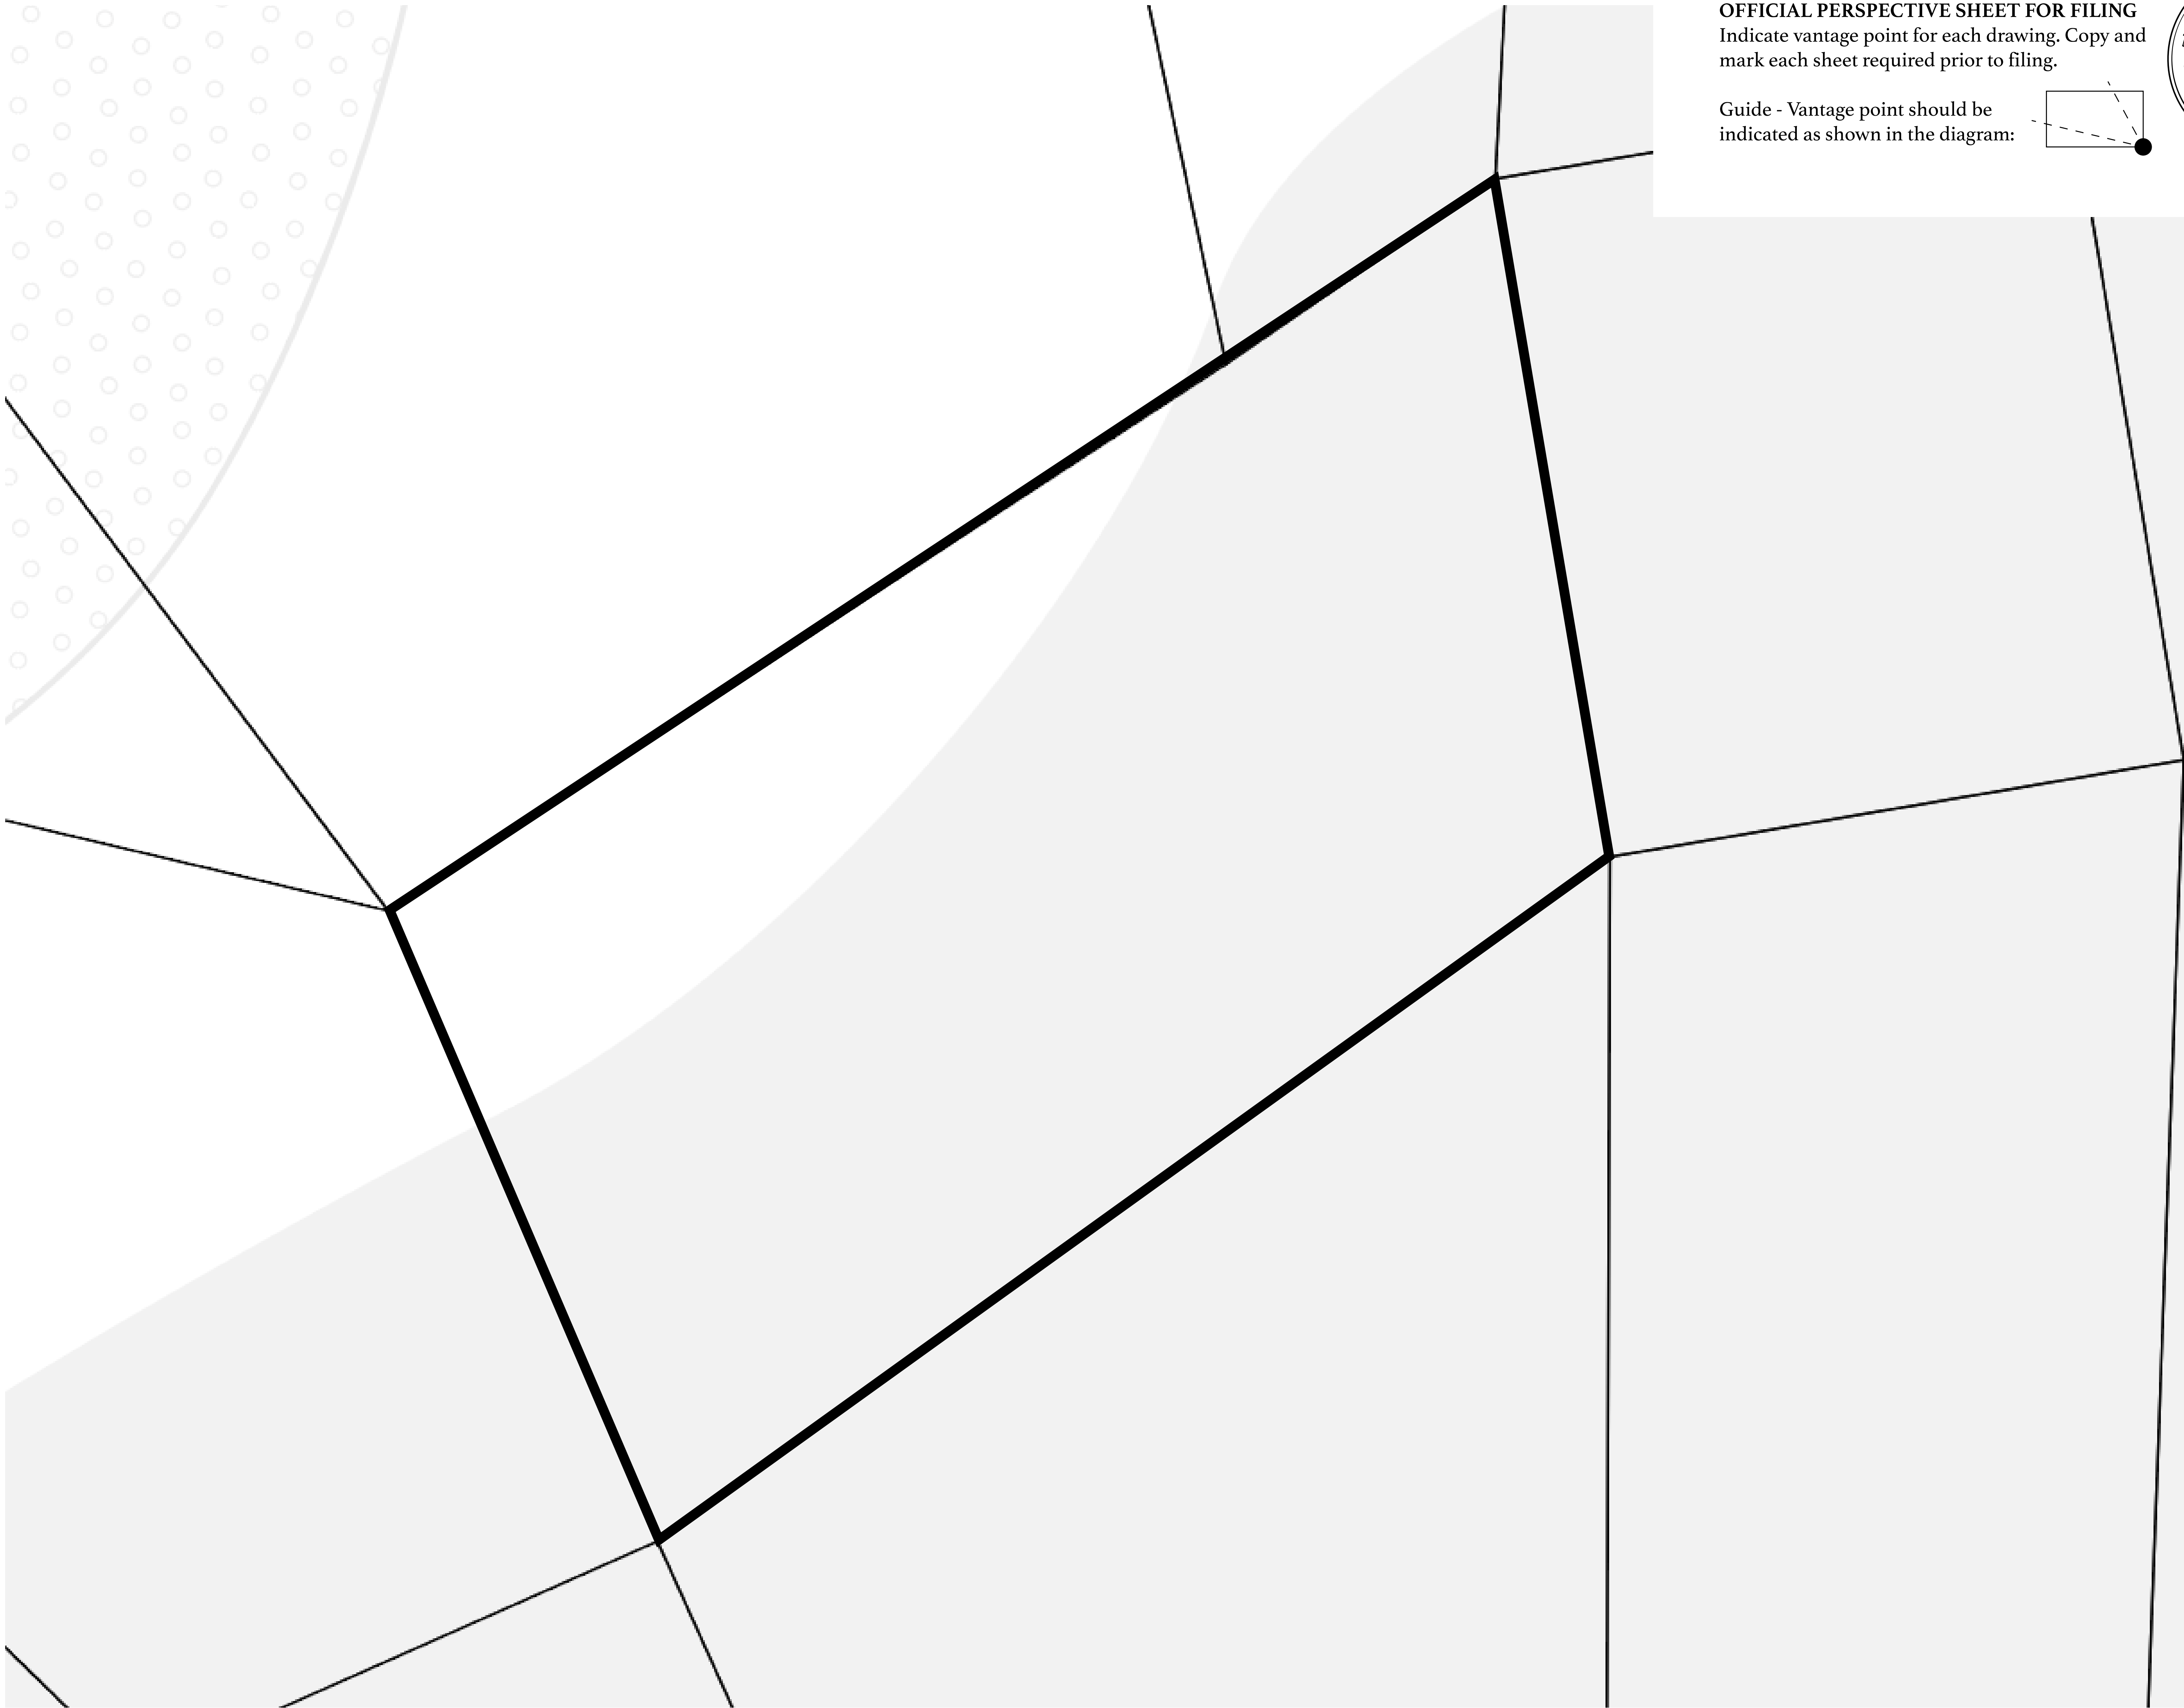 OFFICIAL PERSPECTIVE SHEET FOR FILING
Indicate vantage point for each drawing. Copy and
mark each sheet required prior to filing.
Guide - Vantage point should be
indicated as shown in the diagram: